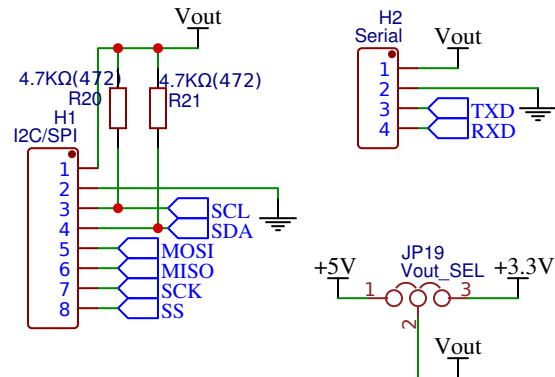 Vout
4.7KΩ(472)
4.7KΩ(472)
R20
R21
H1
I2C/SPI
1
2
3
4
5
6
7
8
SCL
SDA
MOSI
MISO
SCK
SS
H2
Serial
Vout
1
2
3
4
TXD
RXD
JP19
Vout_SEL
+5V
+3.3V
1
3
2
Vout